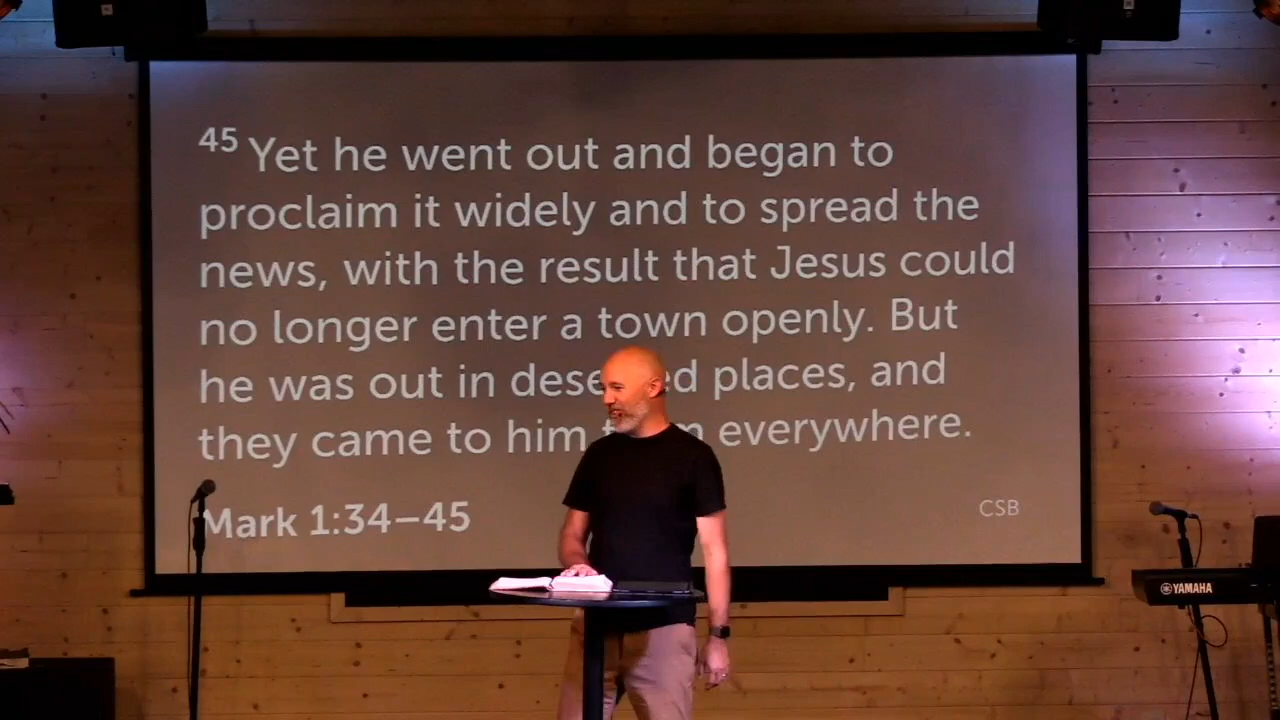 45 Yet he went out and began to
proclaim it widely and to spread the
news, with the result that Jesus could
no longer enter a town openly. But
he was out in places, and
they came to him everywhere.
Mark 1:34–45
CSB
YAMAHA